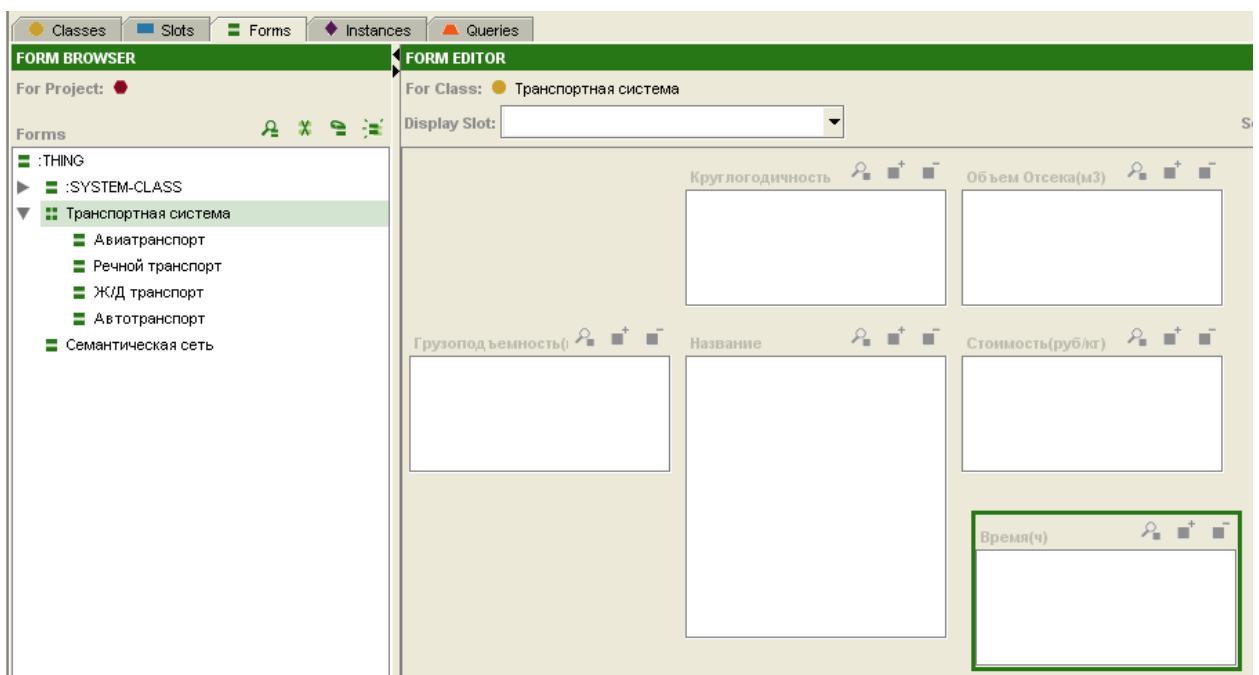 Classes Slots Forms Instances Queries
FORM BROWSER
For Project:
Forms
:THING
:SYSTEM-CLASS
Транспортная система
Авиатранспорт
Речной транспорт
Ж/Д транспорт
Автотранспорт
Семантическая сеть
FORM EDITOR
For Class: Транспортная система
Display Slot:
Круглогодичность Объем Отсека(м3)
Грузоподъемность( Название Стоимость(руб/кг)
Время(ч)